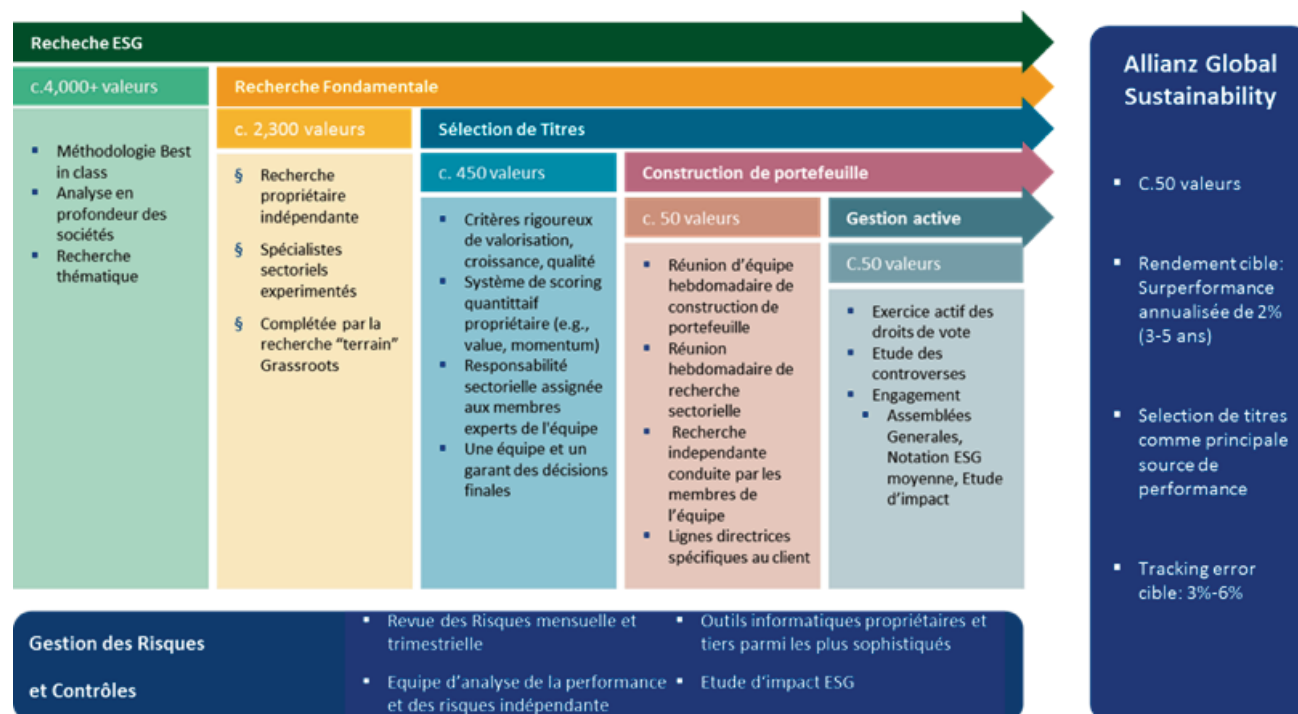 Recheche ESG
c.4,000+ valeurs
▪ Méthodologie Best
in class
▪ Analyse en
profondeur des
sociétés
▪ Recherche
thématique
Recherche Fondamentale
c. 2,300 valeurs
§ Recherche
propriétaire
indépendante
§ Spécialistes
sectoriels
experimentés
§ Complétée par la
recherche “terrain”
Grassroots
Sélection de Titres
c. 450 valeurs
▪ Critères rigoureux
de valorisation,
croissance, qualité
▪ Système de scoring
quantittaif
propriétaire (e.g.,
value, momentum)
▪ Responsabilité
sectorielle assignée
aux membres
experts de l'équipe
▪ Une équipe et un
garant des décisions
finales
Construction de portefeuille
c. 50 valeurs
▪ Réunion d’équipe
hebdomadaire de
construction de
portefeuille
▪ Réunion
hebdomadaire de
recherche
sectorielle
▪ Recherche
independante
conduite par les
membres de
l’équipe
▪ Lignes directrices
spécifiques au client
Gestion active
C.50 valeurs
▪ Exercice actif des
droits de vote
▪ Etude des
controverses
▪ Engagement
▪ Assemblées
Generales,
Notation ESG
moyenne, Etude
d’impact
Allianz Global
Sustainability
▪ C.50 valeurs
▪ Rendement cible:
Surperformance
annualisée de 2%
(3-5 ans)
▪ Selection de titres
comme principale
source de
performance
▪ Tracking error
cible: 3%-6%
Gestion des Risques
et Contrôles
▪ Revue des Risques mensuelle et
trimestrielle
▪ Equipe d’analyse de la performance
et des risques indépendante
▪ Outils informatiques propriétaires et
tiers parmi les plus sophistiqués
▪ Etude d’impact ESG